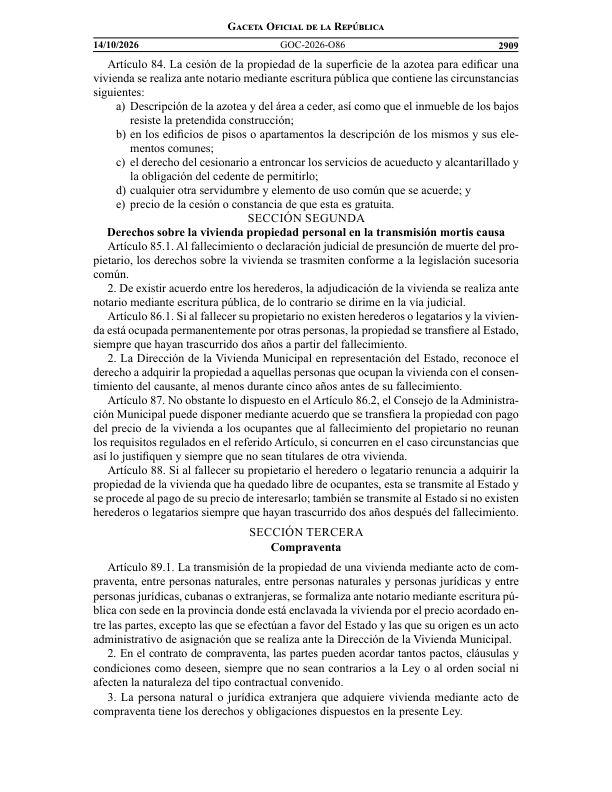 Gaceta Oficial de la República
14/10/2026 GOC-2026-O86 2909
Artículo 84. La cesión de la propiedad de la superficie de la azotea para edificar una
vivienda se realiza ante notario mediante escritura pública que contiene las circunstancias
siguientes:
a) Descripción de la azotea y del área a ceder, así como que el inmueble de los bajos
resiste la pretendida construcción;
b) en los edificios de pisos o apartamentos la descripción de los mismos y sus ele-
mentos comunes;
c) el derecho del cesionario a entroncar los servicios de acueducto y alcantarillado y
la obligación del cedente de permitirlo;
d) cualquier otra servidumbre y elemento de uso común que se acuerde; y
e) precio de la cesión o constancia de que esta es gratuita.
SECCIÓN SEGUNDA
Derechos sobre la vivienda propiedad personal en la transmisión mortis causa
Artículo 85.1. Al fallecimiento o declaración judicial de presunción de muerte del pro-
pietario, los derechos sobre la vivienda se trasmiten conforme a la legislación sucesoria
común.
2. De existir acuerdo entre los herederos, la adjudicación de la vivienda se realiza ante
notario mediante escritura pública, de lo contrario se dirime en la vía judicial.
Artículo 86.1. Si al fallecer su propietario no existen herederos o legatarios y la vivien-
da está ocupada permanentemente por otras personas, la propiedad se transfiere al Estado,
siempre que hayan trascurrido dos años a partir del fallecimiento.
2. La Dirección de la Vivienda Municipal en representación del Estado, reconoce el
derecho a adquirir la propiedad a aquellas personas que ocupan la vivienda con el consen-
timiento del causante, al menos durante cinco años antes de su fallecimiento.
Artículo 87. No obstante lo dispuesto en el Artículo 86.2, el Consejo de la Administra-
ción Municipal puede disponer mediante acuerdo que se transfiera la propiedad con pago
del precio de la vivienda a los ocupantes que al fallecimiento del propietario no reunan
los requisitos regulados en el referido Artículo, si concurren en el caso circunstancias que
así lo justifiquen y siempre que no sean titulares de otra vivienda.
Artículo 88. Si al fallecer su propietario el heredero o legatario renuncia a adquirir la
propiedad de la vivienda que ha quedado libre de ocupantes, esta se transmite al Estado y
se procede al pago de su precio de interesarlo; también se transmite al Estado si no existen
herederos o legatarios siempre que hayan trascurrido dos años después del fallecimiento.
SECCIÓN TERCERA
Compraventa
Artículo 89.1. La transmisión de la propiedad de una vivienda mediante acto de com-
praventa, entre personas naturales, entre personas naturales y personas jurídicas y entre
personas jurídicas, cubanas o extranjeras, se formaliza ante notario mediante escritura pú-
blica con sede en la provincia donde está enclavada la vivienda por el precio acordado en-
tre las partes, excepto las que se efectúan a favor del Estado y las que su origen es un acto
administrativo de asignación que se realiza ante la Dirección de la Vivienda Municipal.
2. En el contrato de compraventa, las partes pueden acordar tantos pactos, cláusulas y
condiciones como deseen, siempre que no sean contrarios a la Ley o al orden social ni
afecten la naturaleza del tipo contractual convenido.
3. La persona natural o jurídica extranjera que adquiere vivienda mediante acto de
compraventa tiene los derechos y obligaciones dispuestos en la presente Ley.